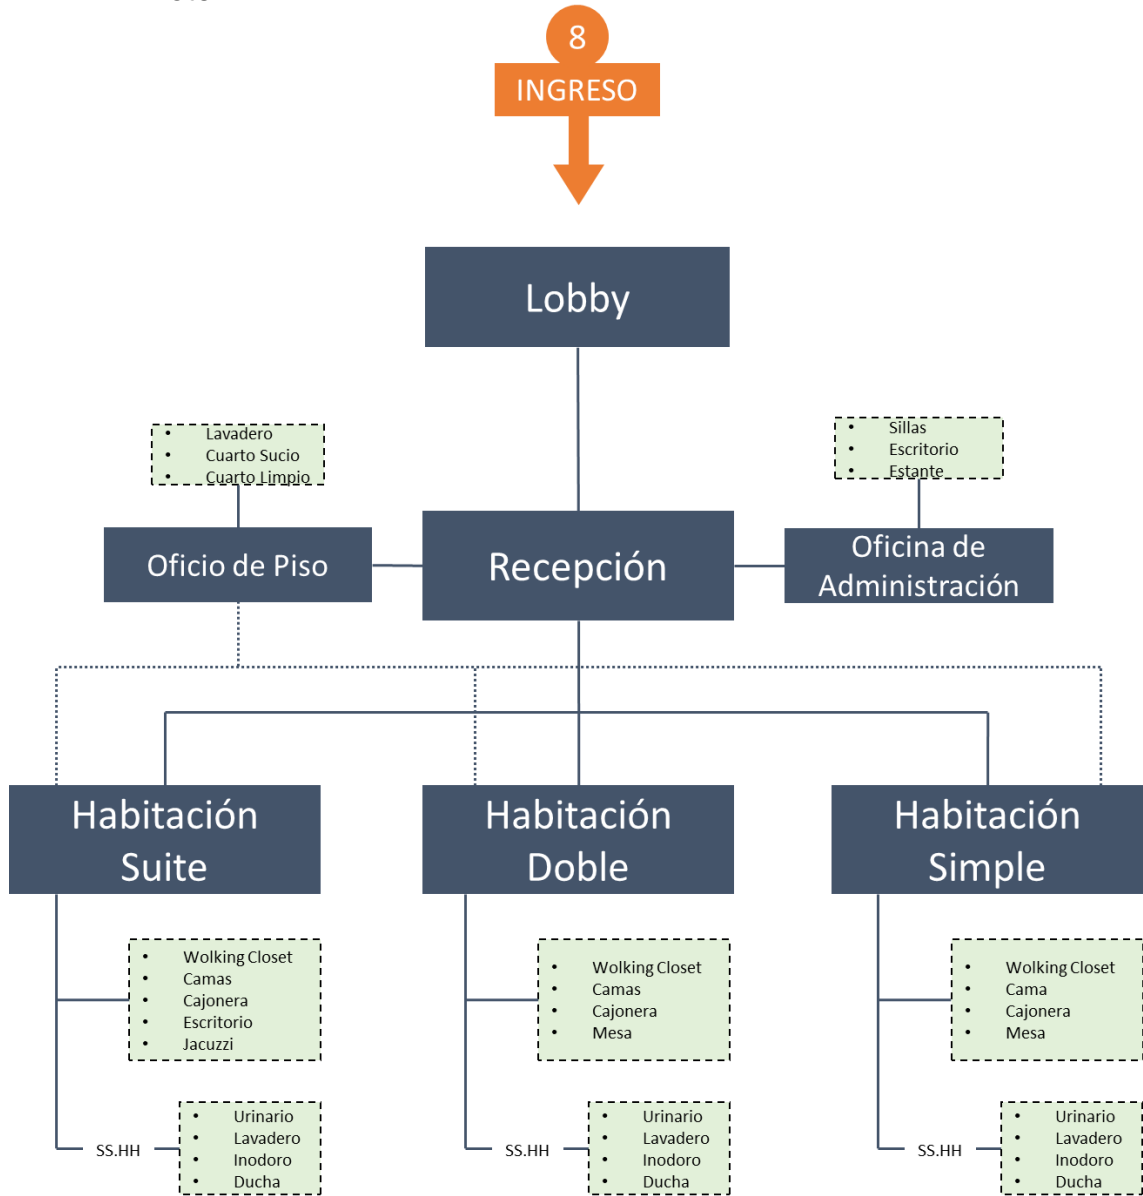 8
INGRESO
Lobby
• Lavadero
• Cuarto Sucio
• Cuarto Limpio
• Sillas
• Escritorio
• Estante
Oficio de Piso
Recepción
Oficina de
Administración
Habitación
Suite
Habitación
Doble
Habitación
Simple
• Wolking Closet
• Camas
• Cajonera
• Escritorio
• Jacuzzi
• Wolking Closet
• Camas
• Cajonera
• Mesa
• Wolking Closet
• Cama
• Cajonera
• Mesa
SS.HH
• Urinario
• Lavadero
• Inodoro
• Ducha
SS.HH
• Urinario
• Lavadero
• Inodoro
• Ducha
SS.HH
• Urinario
• Lavadero
• Inodoro
• Ducha